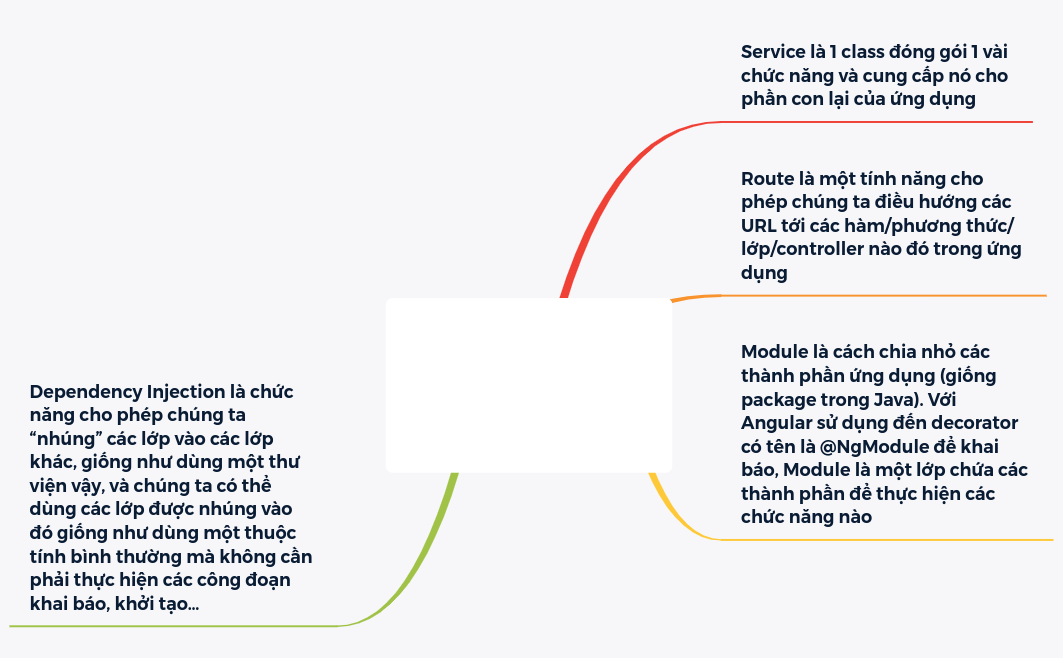 Service là 1 class đóng gói 1 vài
chức năng và cung cấp nó cho
phần con lại của ứng dụng
Route là một tính năng cho
phép chúng ta điều hướng các
URL tới các hàm/phương thức/
lớp/controller nào đó trong ứng
dụng
Module là cách chia nhỏ các
thành phần ứng dụng (giống
package trong Java). Với
Angular sử dụng đến decorator
có tên là @NgModule để khai
báo, Module là một lớp chứa các
thành phần để thực hiện các
chức năng nào
Dependency Injection là chức
năng cho phép chúng ta
“nhúng” các lớp vào các lớp
khác, giống như dùng một thư
viện vậy, và chúng ta có thể
dùng các lớp được nhúng vào
đó giống như dùng một thuộc
tính bình thường mà không cần
phải thực hiện các công đoạn
khai báo, khởi tạo...